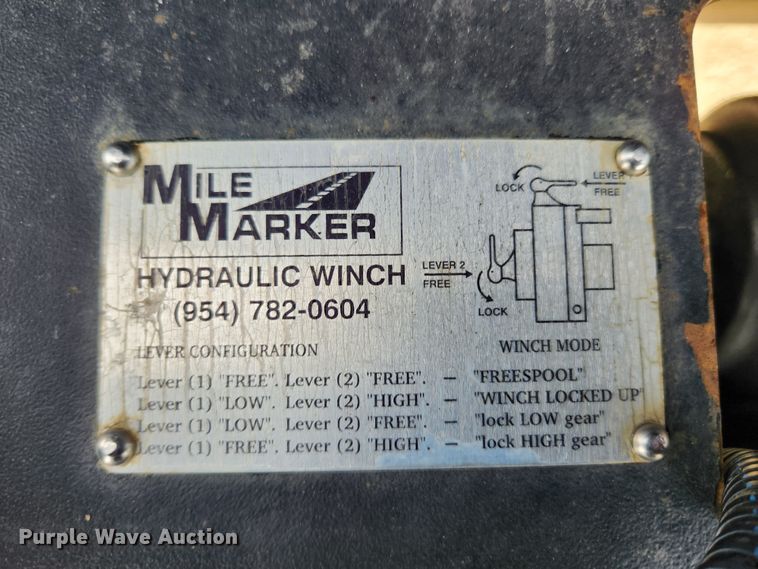 MILE
MARKER
HYDRAULIC WINCH
(954) 782-0604
LEVER
FREE
LOCK
LEVER 2
FREE
LOCK
LEVER CONFIGURATION WINCH MODE
Lever (1) "FREE". Lever (2) "FREE". – "FREESPOOL"
Lever (1) "LOW". Lever (2) "HIGH". – "WINCH LOCKED UP"
Lever (1) "LOW". Lever (2) "FREE". – "lock LOW gear"
Lever (1) "FREE". Lever (2) "HIGH". – "lock HIGH gear"
Purple Wave Auction